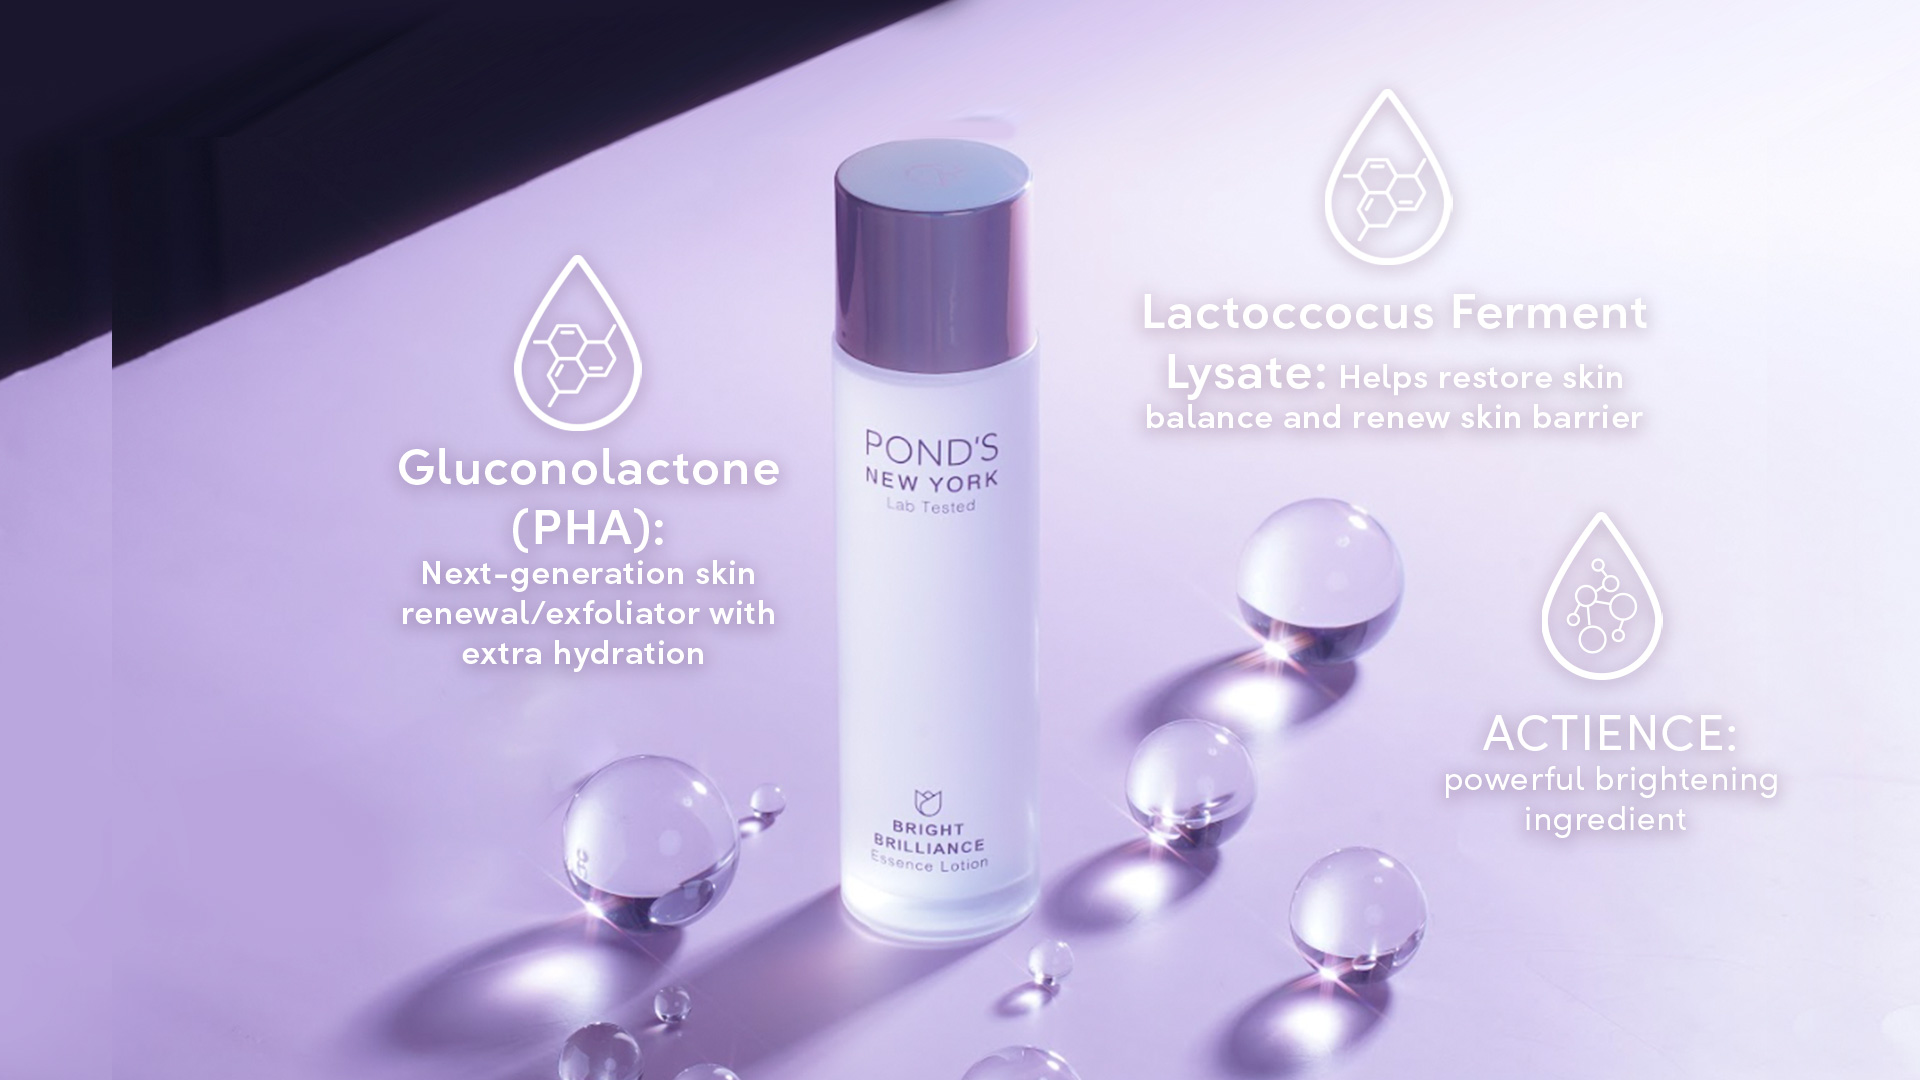 Gluconolactone
(PHA):
Next-generation skin
renewal/exfoliator with
extra hydration
POND'S
NEW YORK
Lab Tested
BRIGHT
BRILLIANCE
Essence Lotion
Lactoccocus Ferment
Lysate: Helps restore skin
balance and renew skin barrier
ACTIENCE:
powerful brightening
ingredient